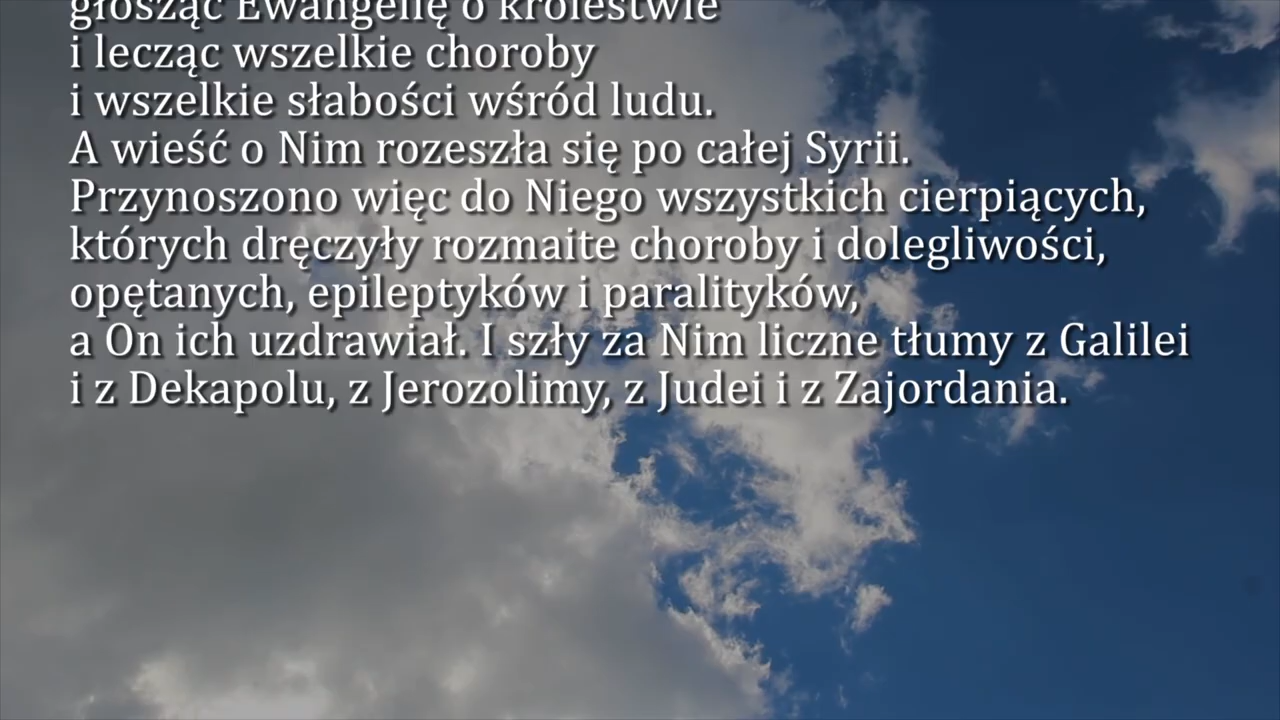 głosząc Ewangelię o królestwie
i lecząc wszelkie choroby
i wszelkie słabości wśród ludu.
A wieść o Nim rozeszła się po całej Syrii.
Przynoszono więc do Niego wszystkich cierpiących,
których dręczyły rozmaite choroby i dolegliwości,
opętanych, epileptyków i paralityków,
a On ich uzdrawiał. I szły za Nim liczne tłumy z Galilei
i z Dekapolu, z Jerozolimy, z Judei i z Zajordania.